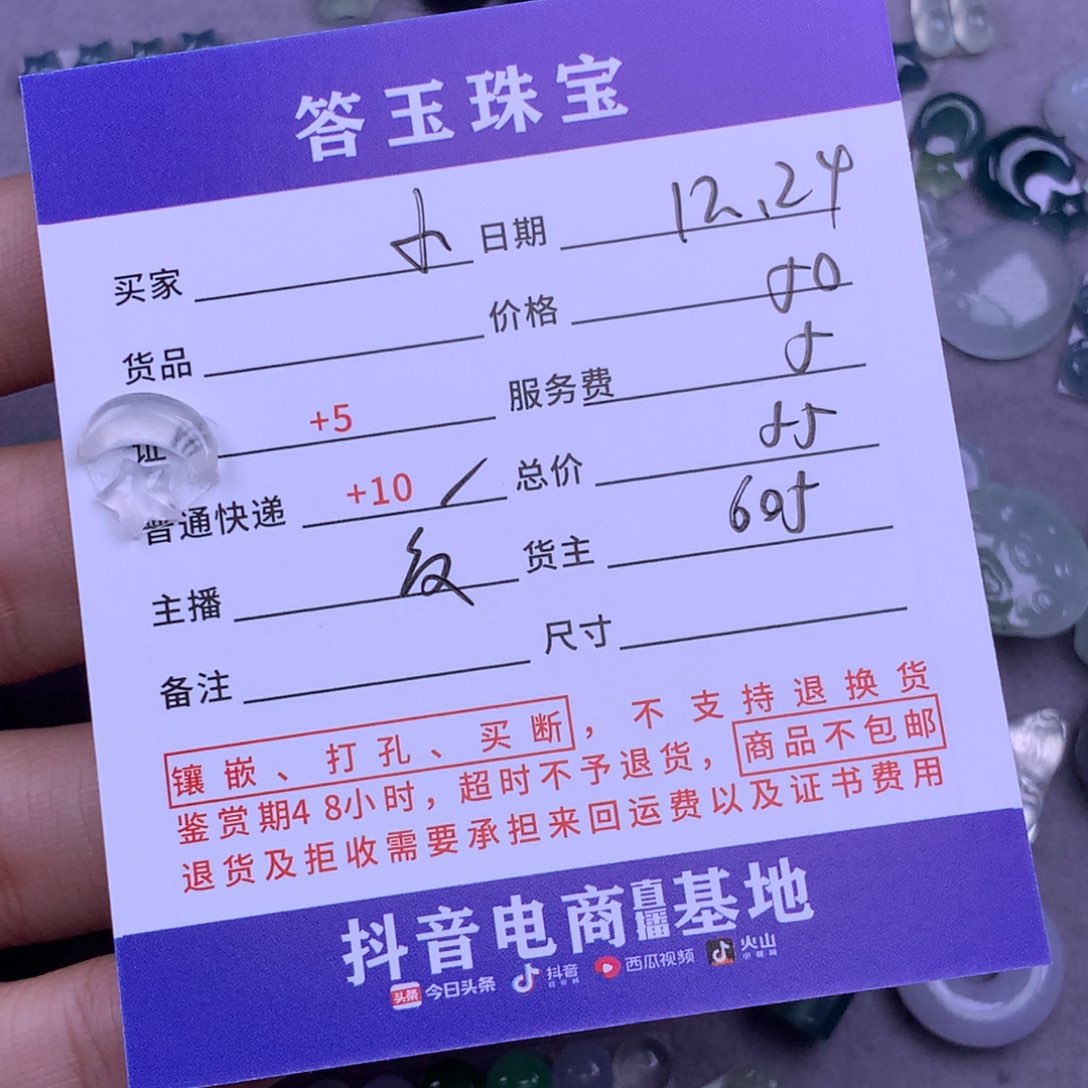 答玉珠宝
买家 小 日期 12.24
货品 价格 50
证 +5 服务费 5
普通快递 +10 / 总价 55
主播 货主 605
备注 尺寸
镶嵌、打孔、买断，不支持退换货
鉴赏期48小时，超时不予退货，商品不包邮
退货及拒收需要承担来回运费以及证书费用
抖音电商直播基地
头条 今日头条 抖音 西瓜视频 火山